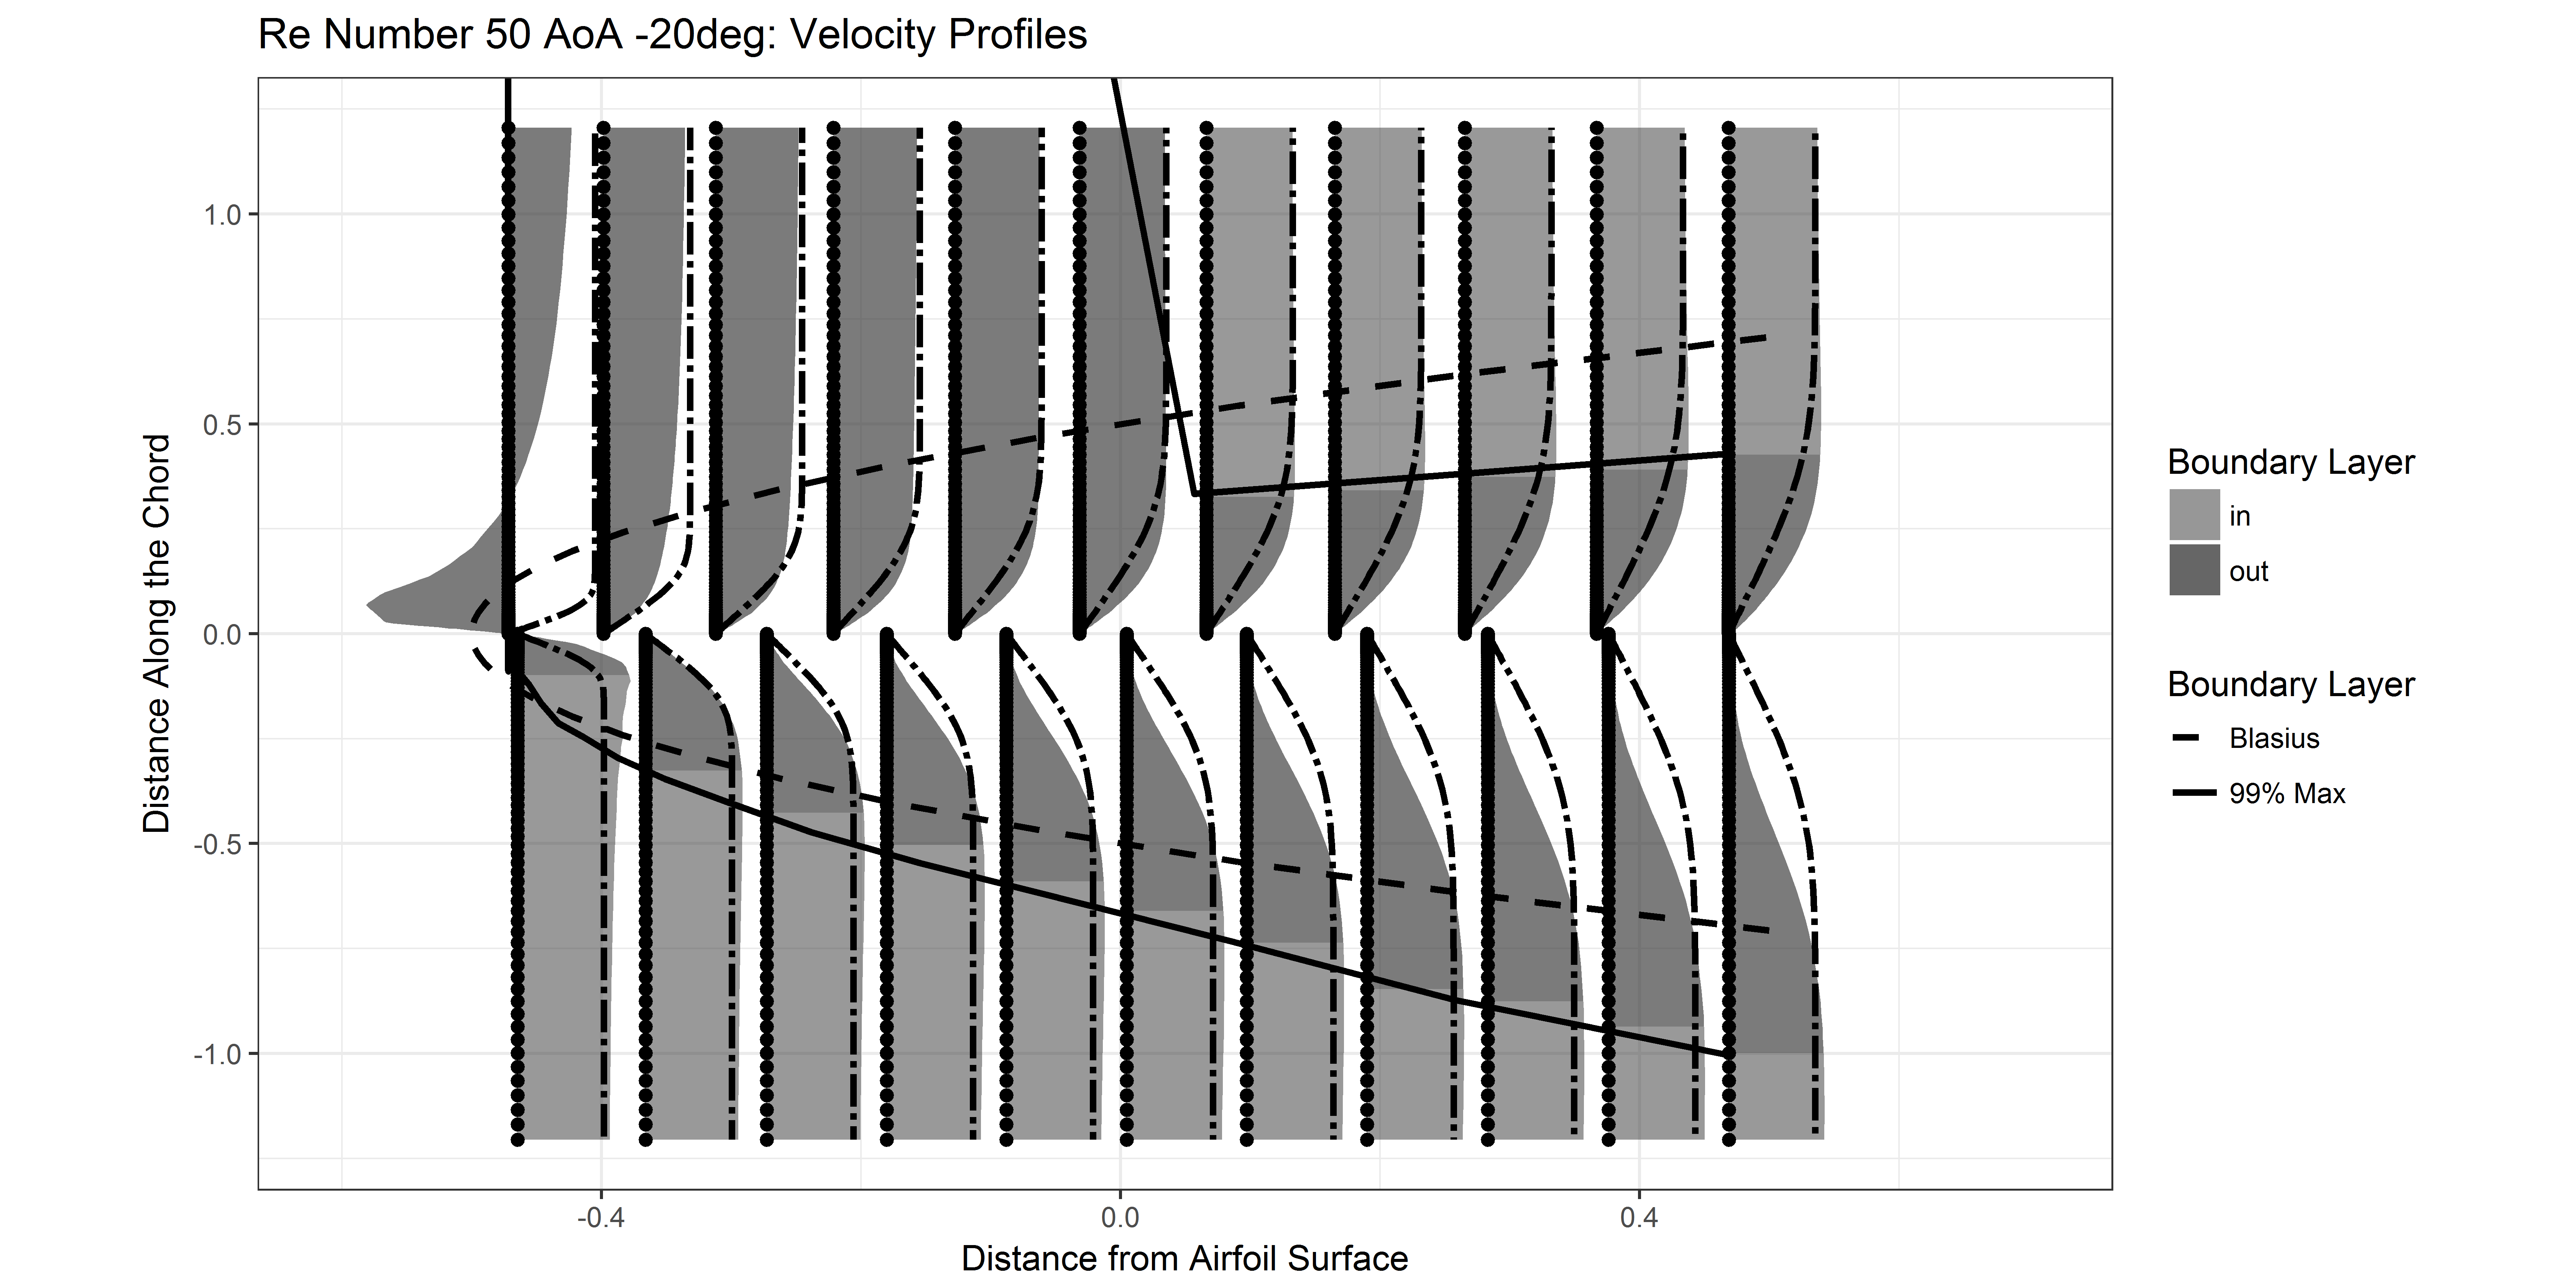 Re Number 50 AoA -20deg: Velocity Profiles
Distance Along the Chord
1.0
0.5
0.0
-0.5
-1.0
-0.4
0.0
0.4
Distance from Airfoil Surface
Boundary Layer
in
out
Boundary Layer
Blasius
99% Max